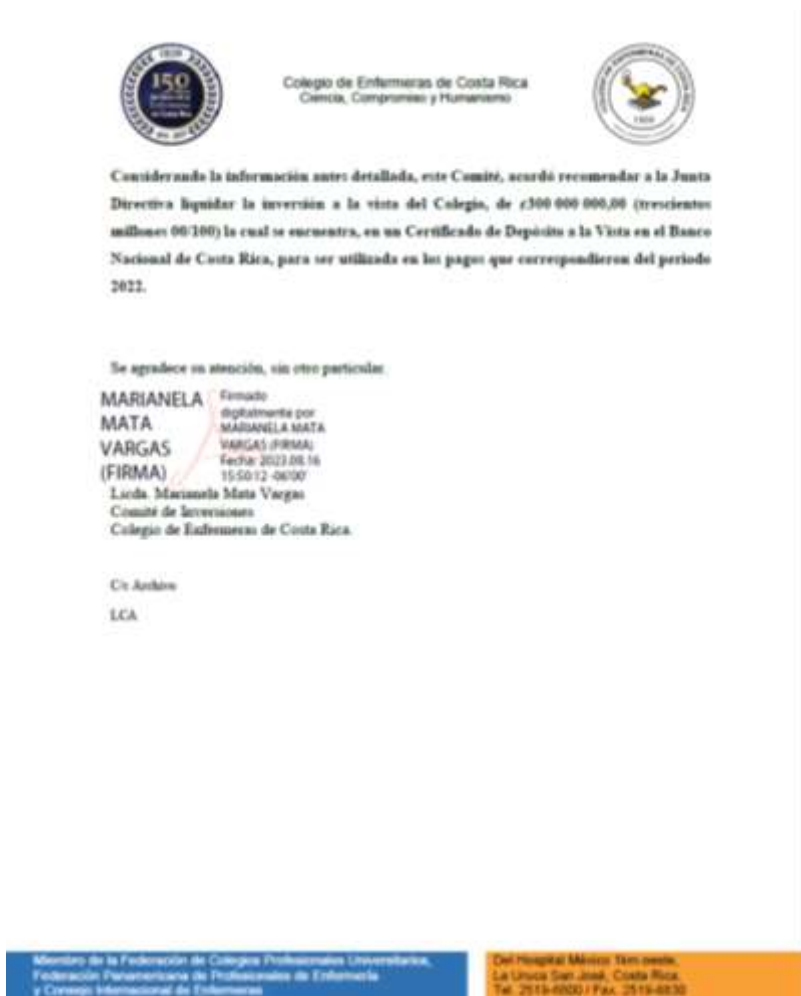 150
Colegio de Enfermeras de Costa Rica
Ciencia, Compromiso y Humanismo
Considerando la información antes detallada, este Comité, acordó recomendar a la Junta
Directiva liquidar la inversión a la vista del Colegio, de ¢300 000 000,00 (trescientos
millones 00/100) la cual se encuentra, en un Certificado de Depósito a la Vista en el Banco
Nacional de Costa Rica, para ser utilizada en los pagos que correspondieron del periodo
2022.
Se agradece su atención, sin otro particular.
MARIANELA
MATA
VARGAS
(FIRMA)
Firmado
digitalmente por
MARIANELA MATA
VARGAS (FIRMA)
Fecha: 2023.08.16
15:50:12 -06'00'
Licda. Marianela Mata Vargas
Comité de Inversiones
Colegio de Enfermeras de Costa Rica.
C/c Archivo
LCA
Miembro de la Federación de Colegios Profesionales Universitarios,
Federación Panamericana de Profesionales de Enfermería
y Consejo Internacional de Enfermeras
Del Hospital México 1km oeste,
La Uruca San José, Costa Rica.
Tel. 2519-6800 / Fax. 2519-6830